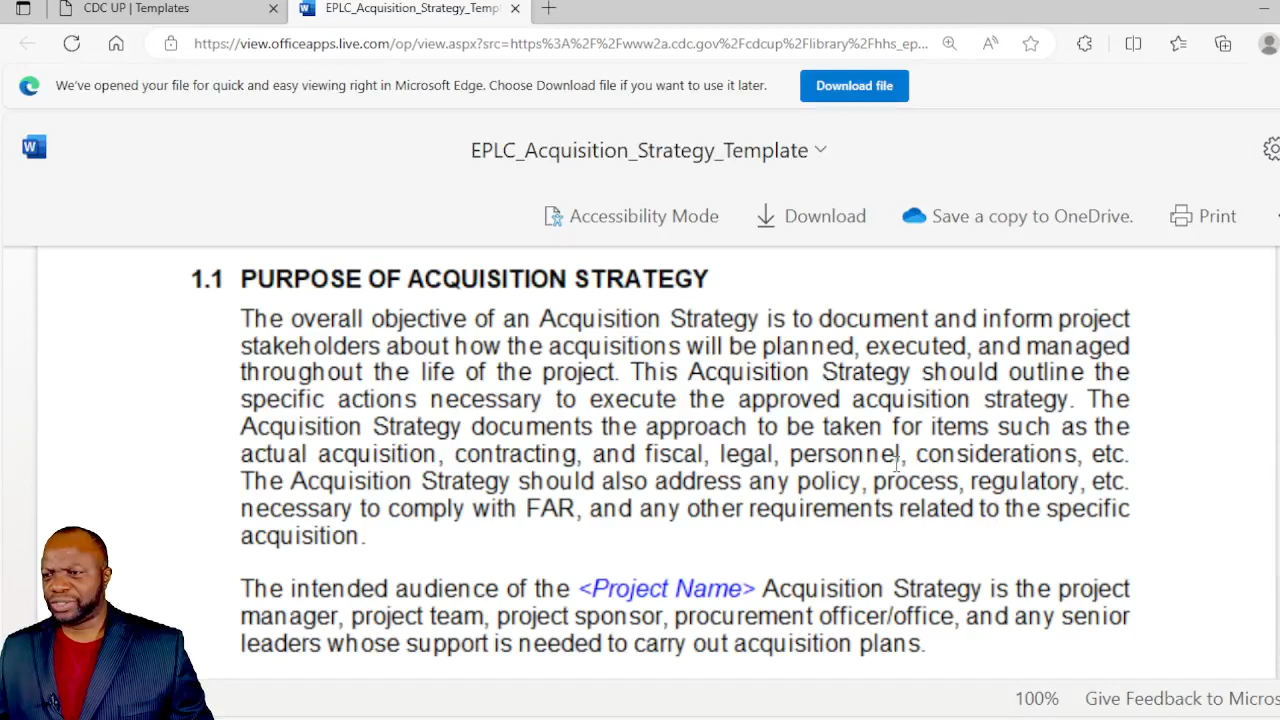 CDC UP | Templates
EPLC_Acquisition_Strategy_Templ
https://view.officeapps.live.com/op/view.aspx?src=https%3A%2F%2Fwww2a.cdc.gov%2Fcdcup%2Flibrary%2Fhhs_ep...
We've opened your file for quick and easy viewing right in Microsoft Edge. Choose Download file if you want to use it later.
Download file
W
EPLC_Acquisition_Strategy_Template
Accessibility Mode
Download
Save a copy to OneDrive.
Print
1.1 PURPOSE OF ACQUISITION STRATEGY
The overall objective of an Acquisition Strategy is to document and inform project
stakeholders about how the acquisitions will be planned, executed, and managed
throughout the life of the project. This Acquisition Strategy should outline the
specific actions necessary to execute the approved acquisition strategy. The
Acquisition Strategy documents the approach to be taken for items such as the
actual acquisition, contracting, and fiscal, legal, personnel, considerations, etc.
The Acquisition Strategy should also address any policy, process, regulatory, etc.
necessary to comply with FAR, and any other requirements related to the specific
acquisition.
The intended audience of the <Project Name> Acquisition Strategy is the project
manager, project team, project sponsor, procurement officer/office, and any senior
leaders whose support is needed to carry out acquisition plans.
100%
Give Feedback to Micros